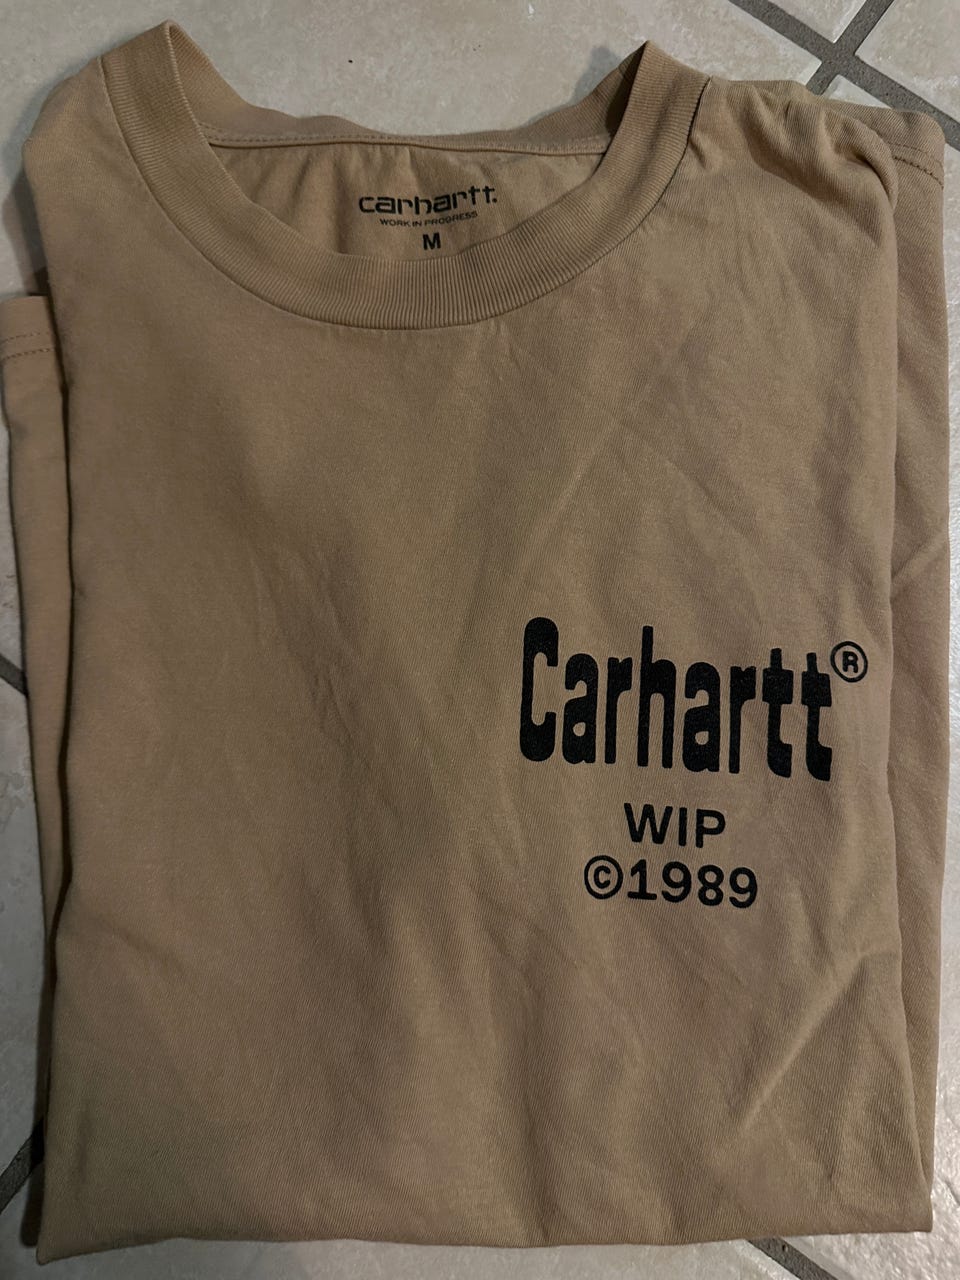 carhartt.
WORK IN PROGRESS
M
Carhartt®
WIP
©1989